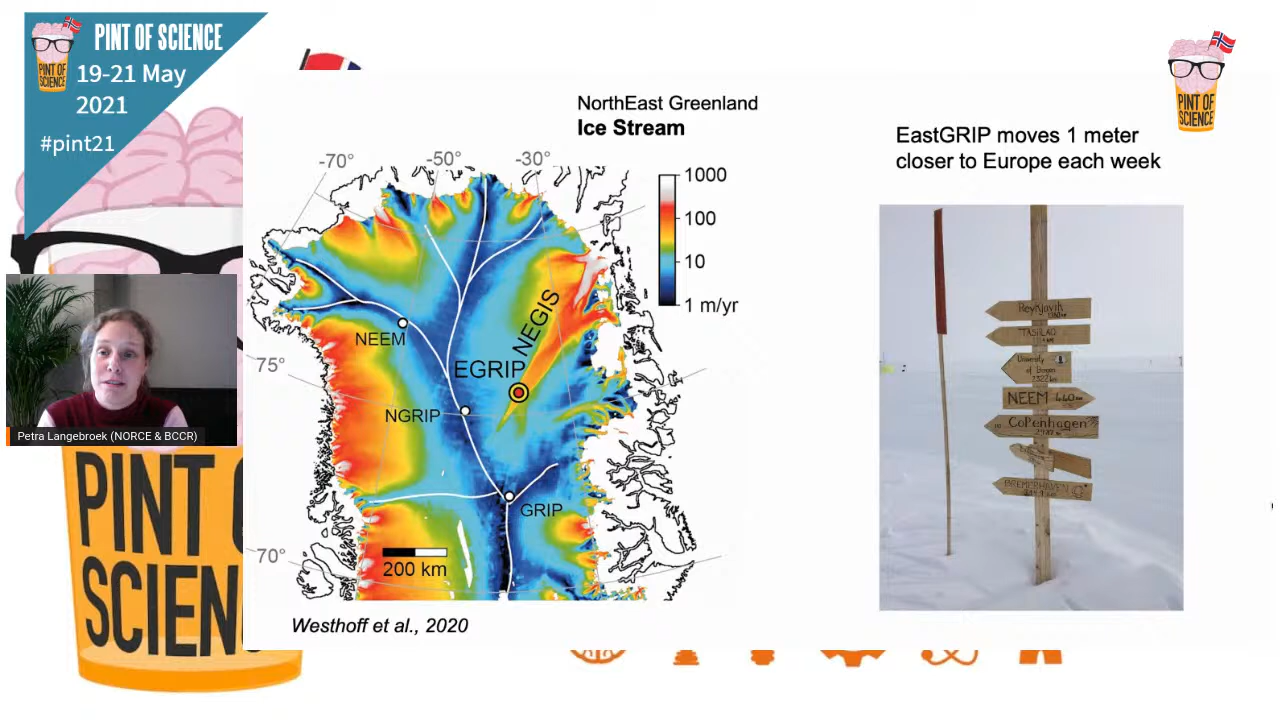 PINT OF SCIENCE
19-21 May
2021
#pint21
PINT OF
SCIENCE
PINT OF
SCIENCE
NorthEast Greenland
Ice Stream
EastGRIP moves 1 meter
closer to Europe each week
-70°
-50°
-30°
1000
100
10
1 m/yr
75°
70°
NEEM
NEGIS
EGRIP
NGRIP
GRIP
200 km
Westhoff et al., 2020
Petra Langebroek (NORCE & BCCR)
PINT O
SCIEN
Reykjavik
TASIILAQ
University
of Bergen
NEEM
Copenhagen
BREMERHAVEN